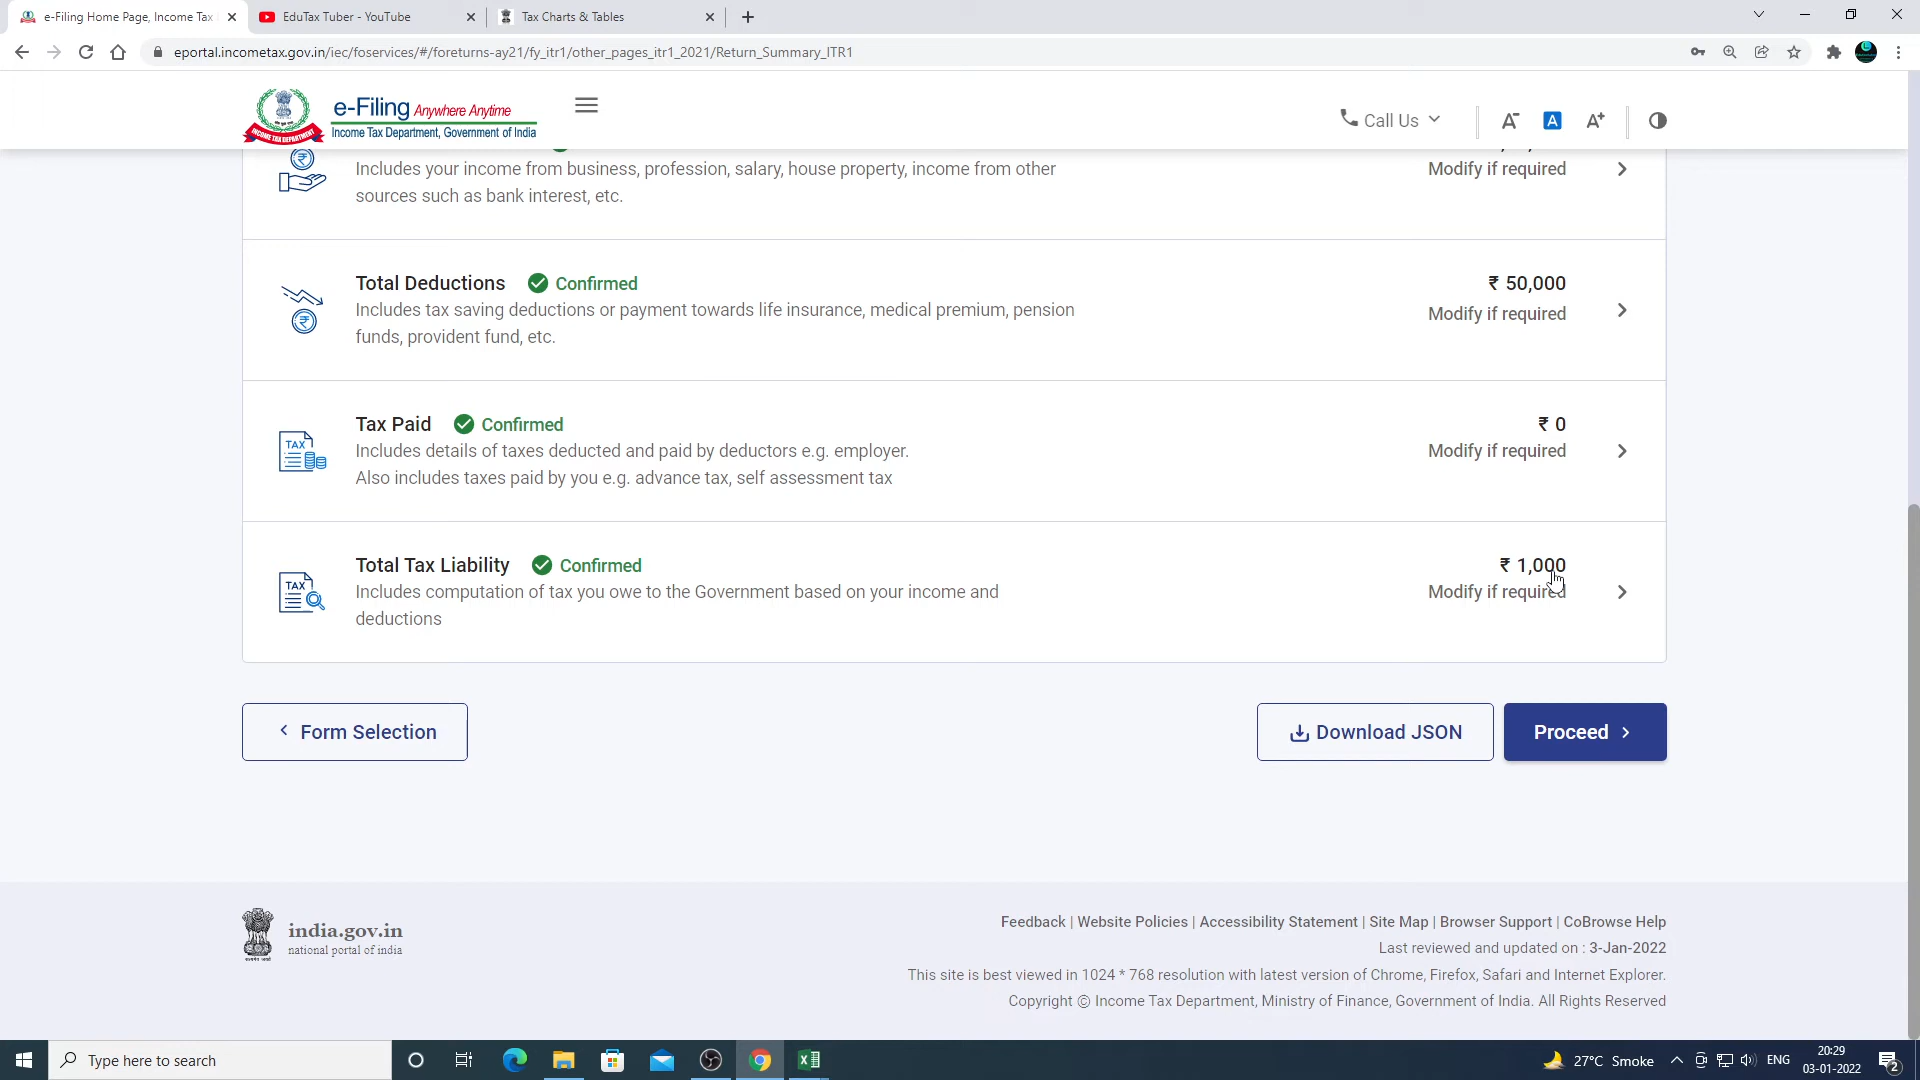 e-Filing Home Page, Income Tax
EduTax Tuber - YouTube
Tax Charts & Tables
eportal.incometax.gov.in/iec/foservices/#/foreturns-ay21/fy_itr1/other_pages_itr1_2021/Return_Summary_ITR1
e-Filing Anywhere Anytime
Income Tax Department, Government of India
INCOME TAX DEPARTMENT
Call Us
A-
A
A+
Includes your income from business, profession, salary, house property, income from other
sources such as bank interest, etc.
Modify if required
Total Deductions Confirmed
₹ 50,000
Includes tax saving deductions or payment towards life insurance, medical premium, pension
funds, provident fund, etc.
Modify if required
TAX
Tax Paid Confirmed
₹ 0
Includes details of taxes deducted and paid by deductors e.g. employer.
Also includes taxes paid by you e.g. advance tax, self assessment tax
Modify if required
TAX
Total Tax Liability Confirmed
₹ 1,000
Includes computation of tax you owe to the Government based on your income and
deductions
Modify if required
Form Selection
Download JSON
Proceed
india.gov.in
national portal of india
Feedback | Website Policies | Accessibility Statement | Site Map | Browser Support | CoBrowse Help
Last reviewed and updated on : 3-Jan-2022
This site is best viewed in 1024 * 768 resolution with latest version of Chrome, Firefox, Safari and Internet Explorer.
Copyright © Income Tax Department, Ministry of Finance, Government of India. All Rights Reserved
Type here to search
27°C Smoke
ENG
20:29
03-01-2022
2